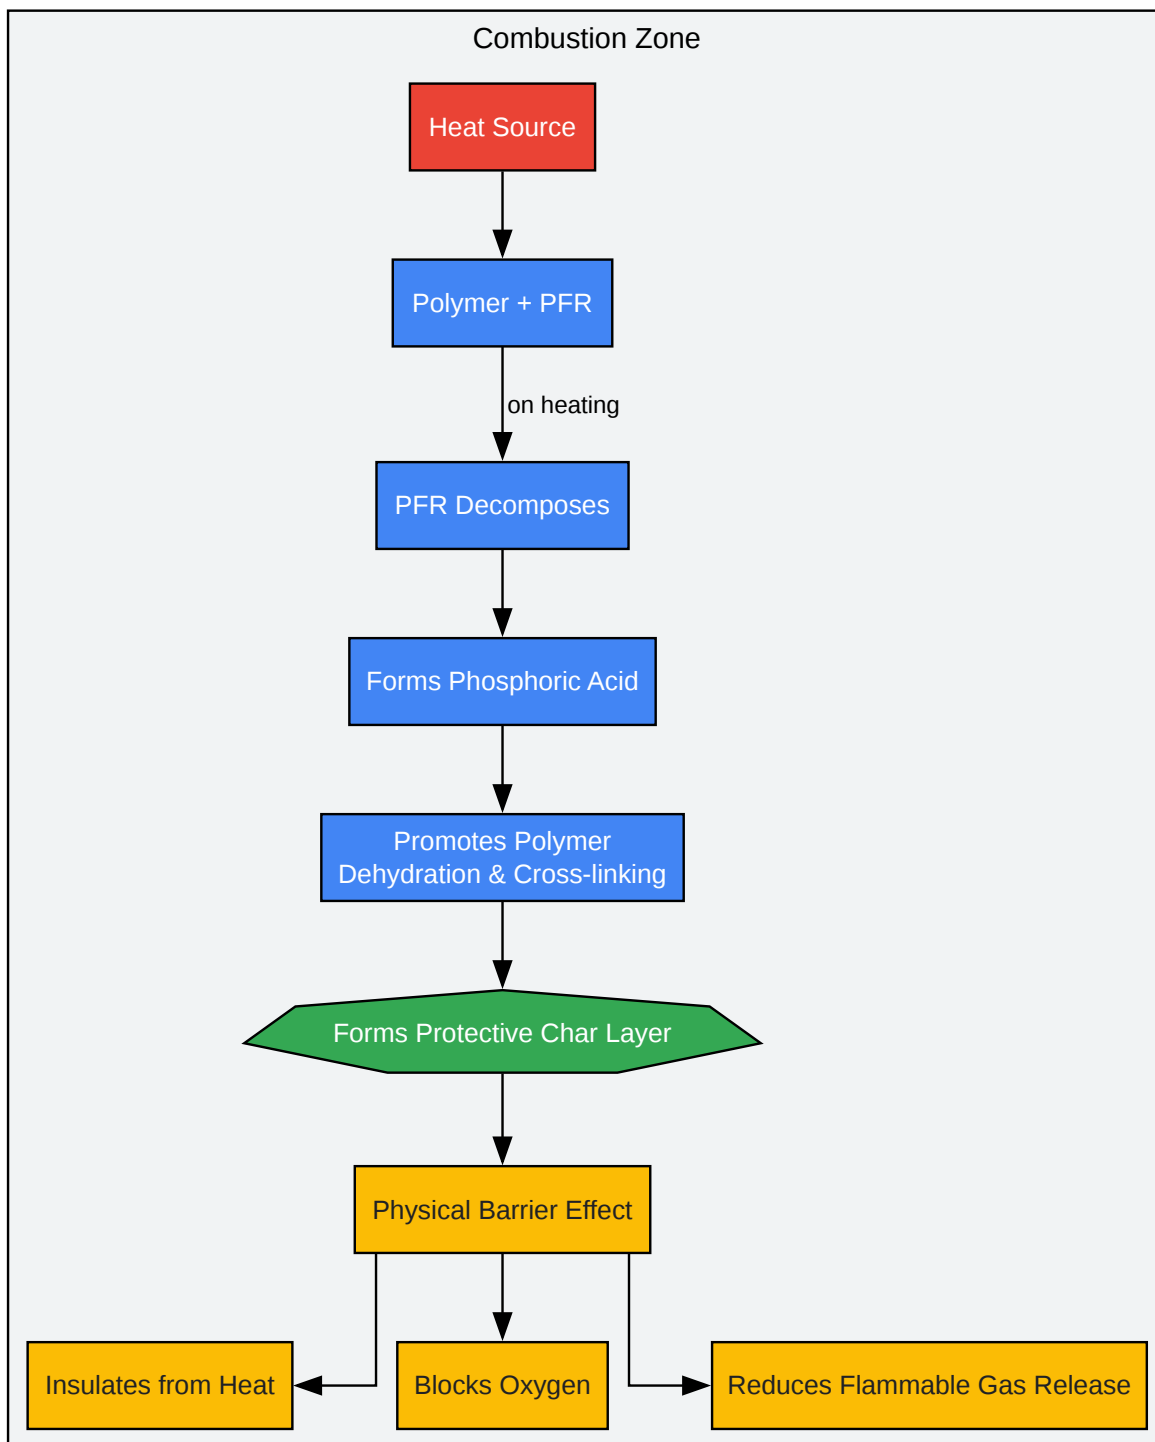 Combustion Zone
Heat Source
Polymer + PFR
on heating
PFR Decomposes
Forms Phosphoric Acid
Promotes Polymer
Dehydration & Cross-linking
Forms Protective Char Layer
Physical Barrier Effect
Insulates from Heat
Blocks Oxygen
Reduces Flammable Gas Release